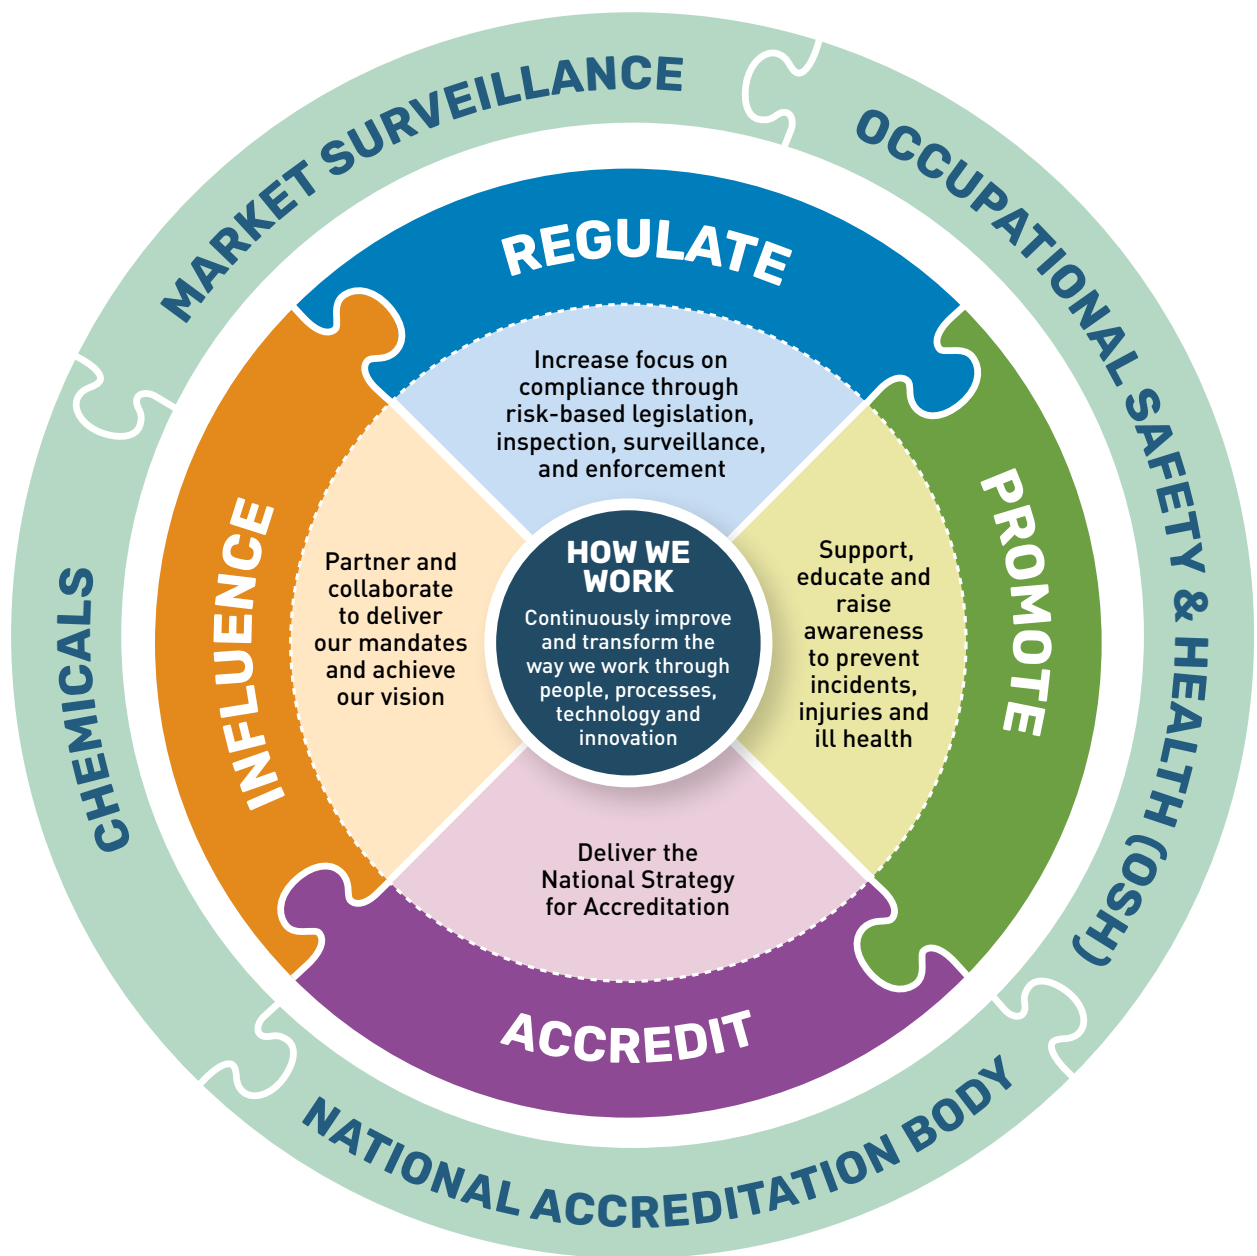 MARKET SURVEILLANCE
OCCUPATIONAL SAFETY & HEALTH (OSH)
REGULATE
Increase focus on
compliance through
risk-based legislation,
inspection, surveillance,
and enforcement
INFLUENCE
Partner and
collaborate
to deliver
our mandates
and achieve
our vision
HOW WE
WORK
Continuously improve
and transform the
way we work through
people, processes,
technology and
innovation
PROMOTE
Support,
educate and
raise
awareness
to prevent
incidents,
injuries and
ill health
CHEMICALS
Deliver the
National Strategy
for Accreditation
ACCREDIT
NATIONAL ACCREDITATION BODY